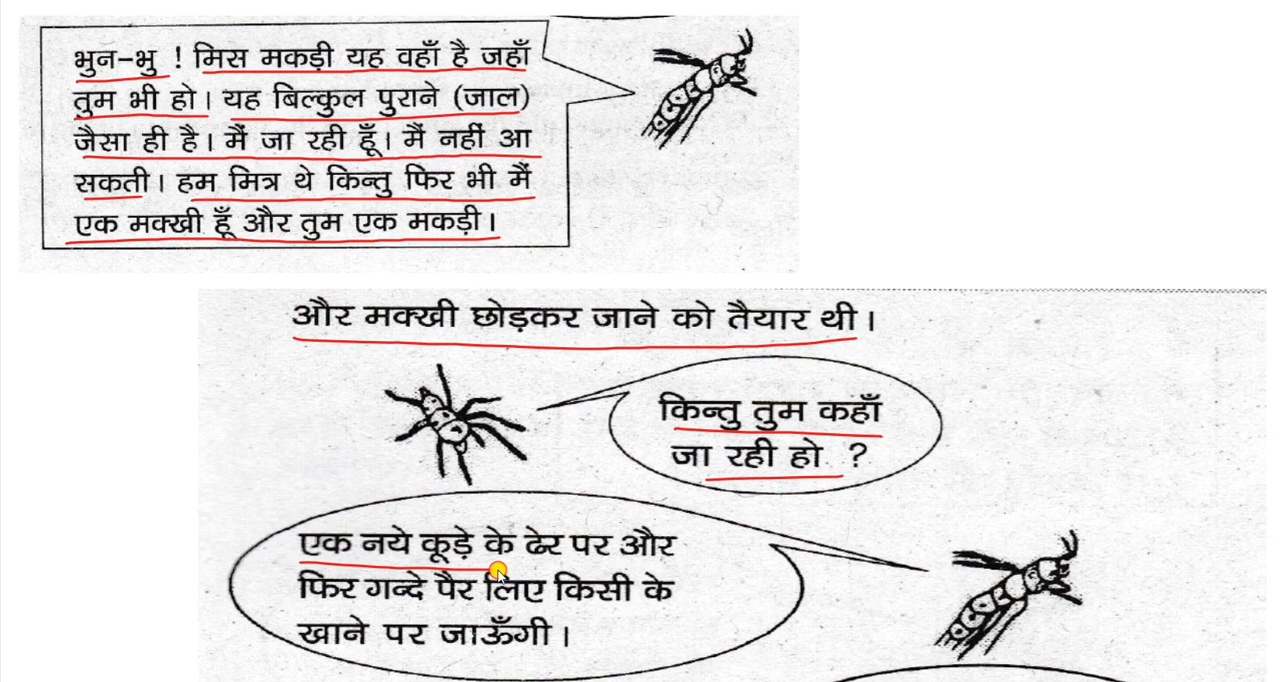 भुन–भु ! मिस मकड़ी यह वहाँ है जहाँ
तुम भी हो। यह बिल्कुल पुराने (जाल)
जैसा ही है। मैं जा रही हूँ। मैं नहीं आ
सकती। हम मित्र थे किन्तु फिर भी मैं
एक मक्खी हूँ और तुम एक मकड़ी।
और मक्खी छोड़कर जाने को तैयार थी।
किन्तु तुम कहाँ
जा रही हो ?
एक नये कूड़े के ढेर पर और
फिर गन्दे पैर लिए किसी के
खाने पर जाऊँगी।